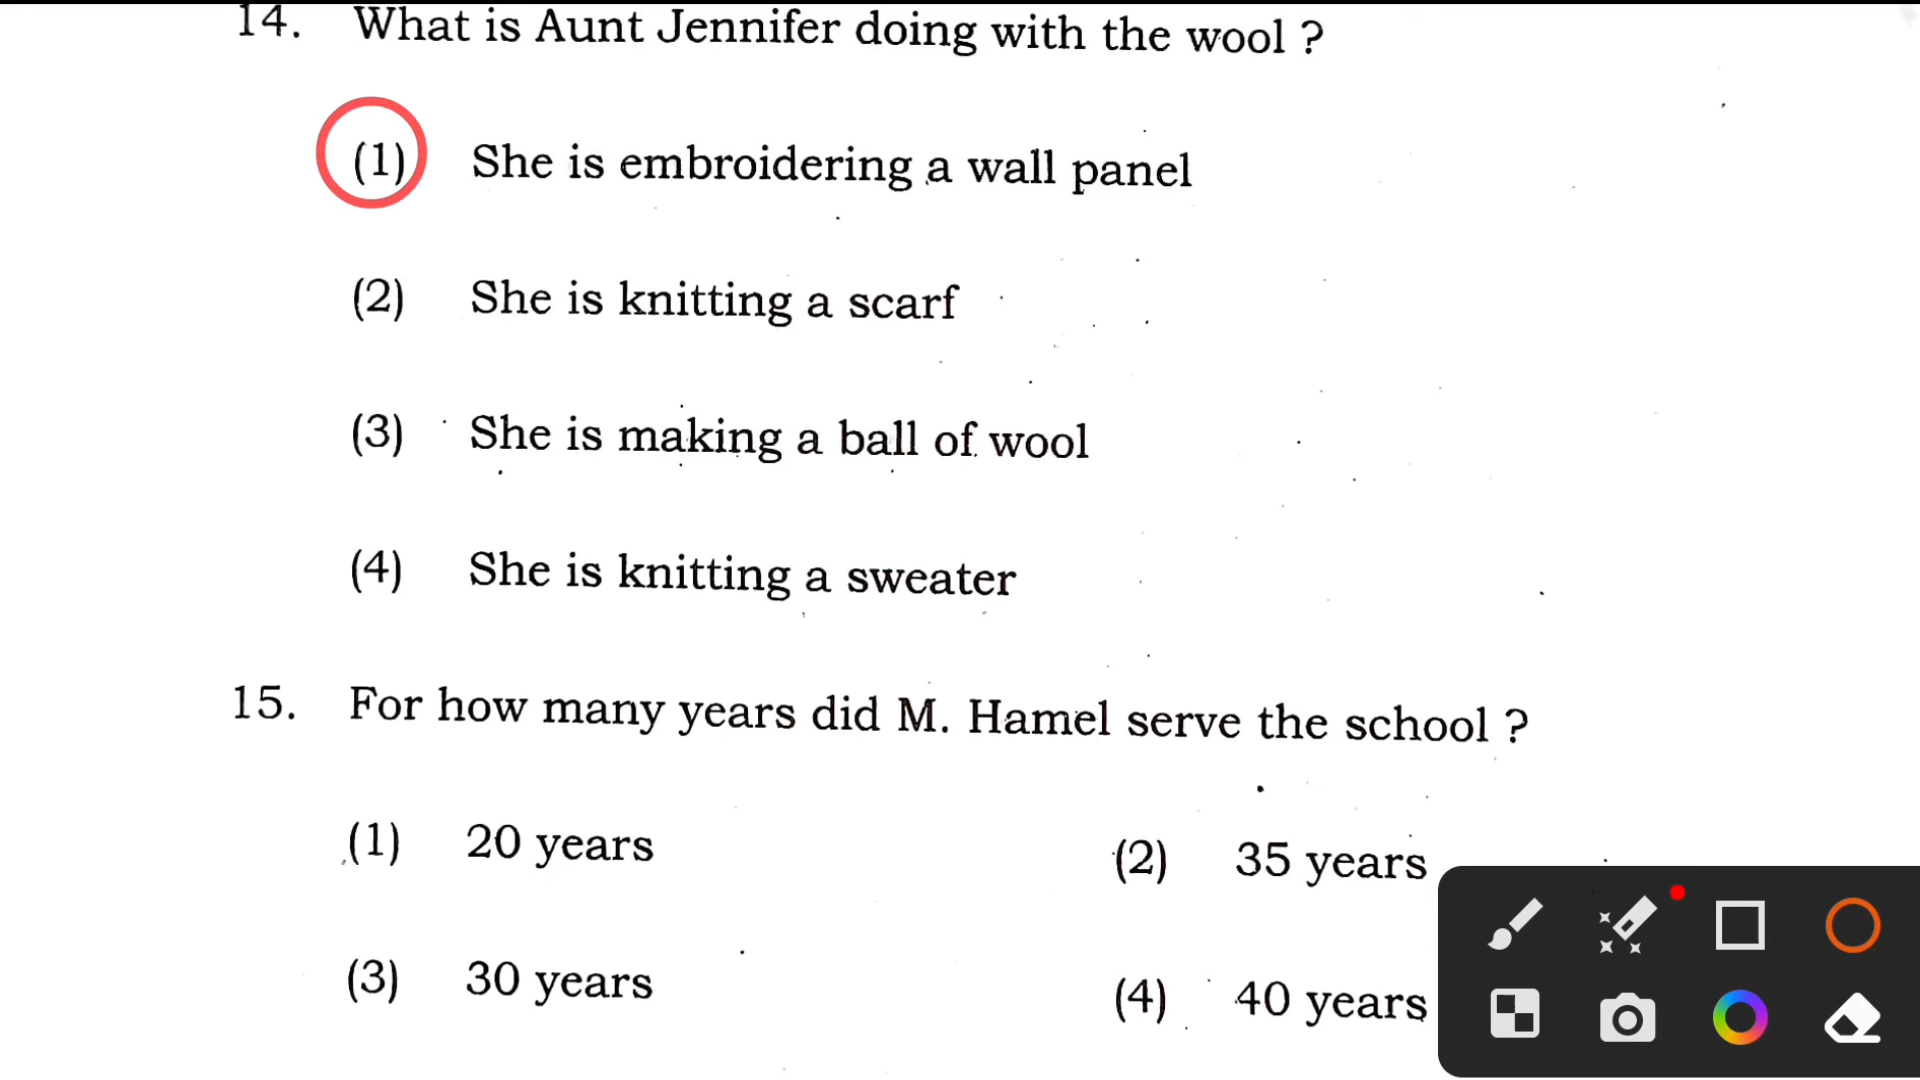 14. What is Aunt Jennifer doing with the wool ?
(1) She is embroidering a wall panel
(2) She is knitting a scarf
(3) She is making a ball of wool
(4) She is knitting a sweater
15. For how many years did M. Hamel serve the school ?
(1) 20 years (2) 35 years
(3) 30 years (4) 40 years